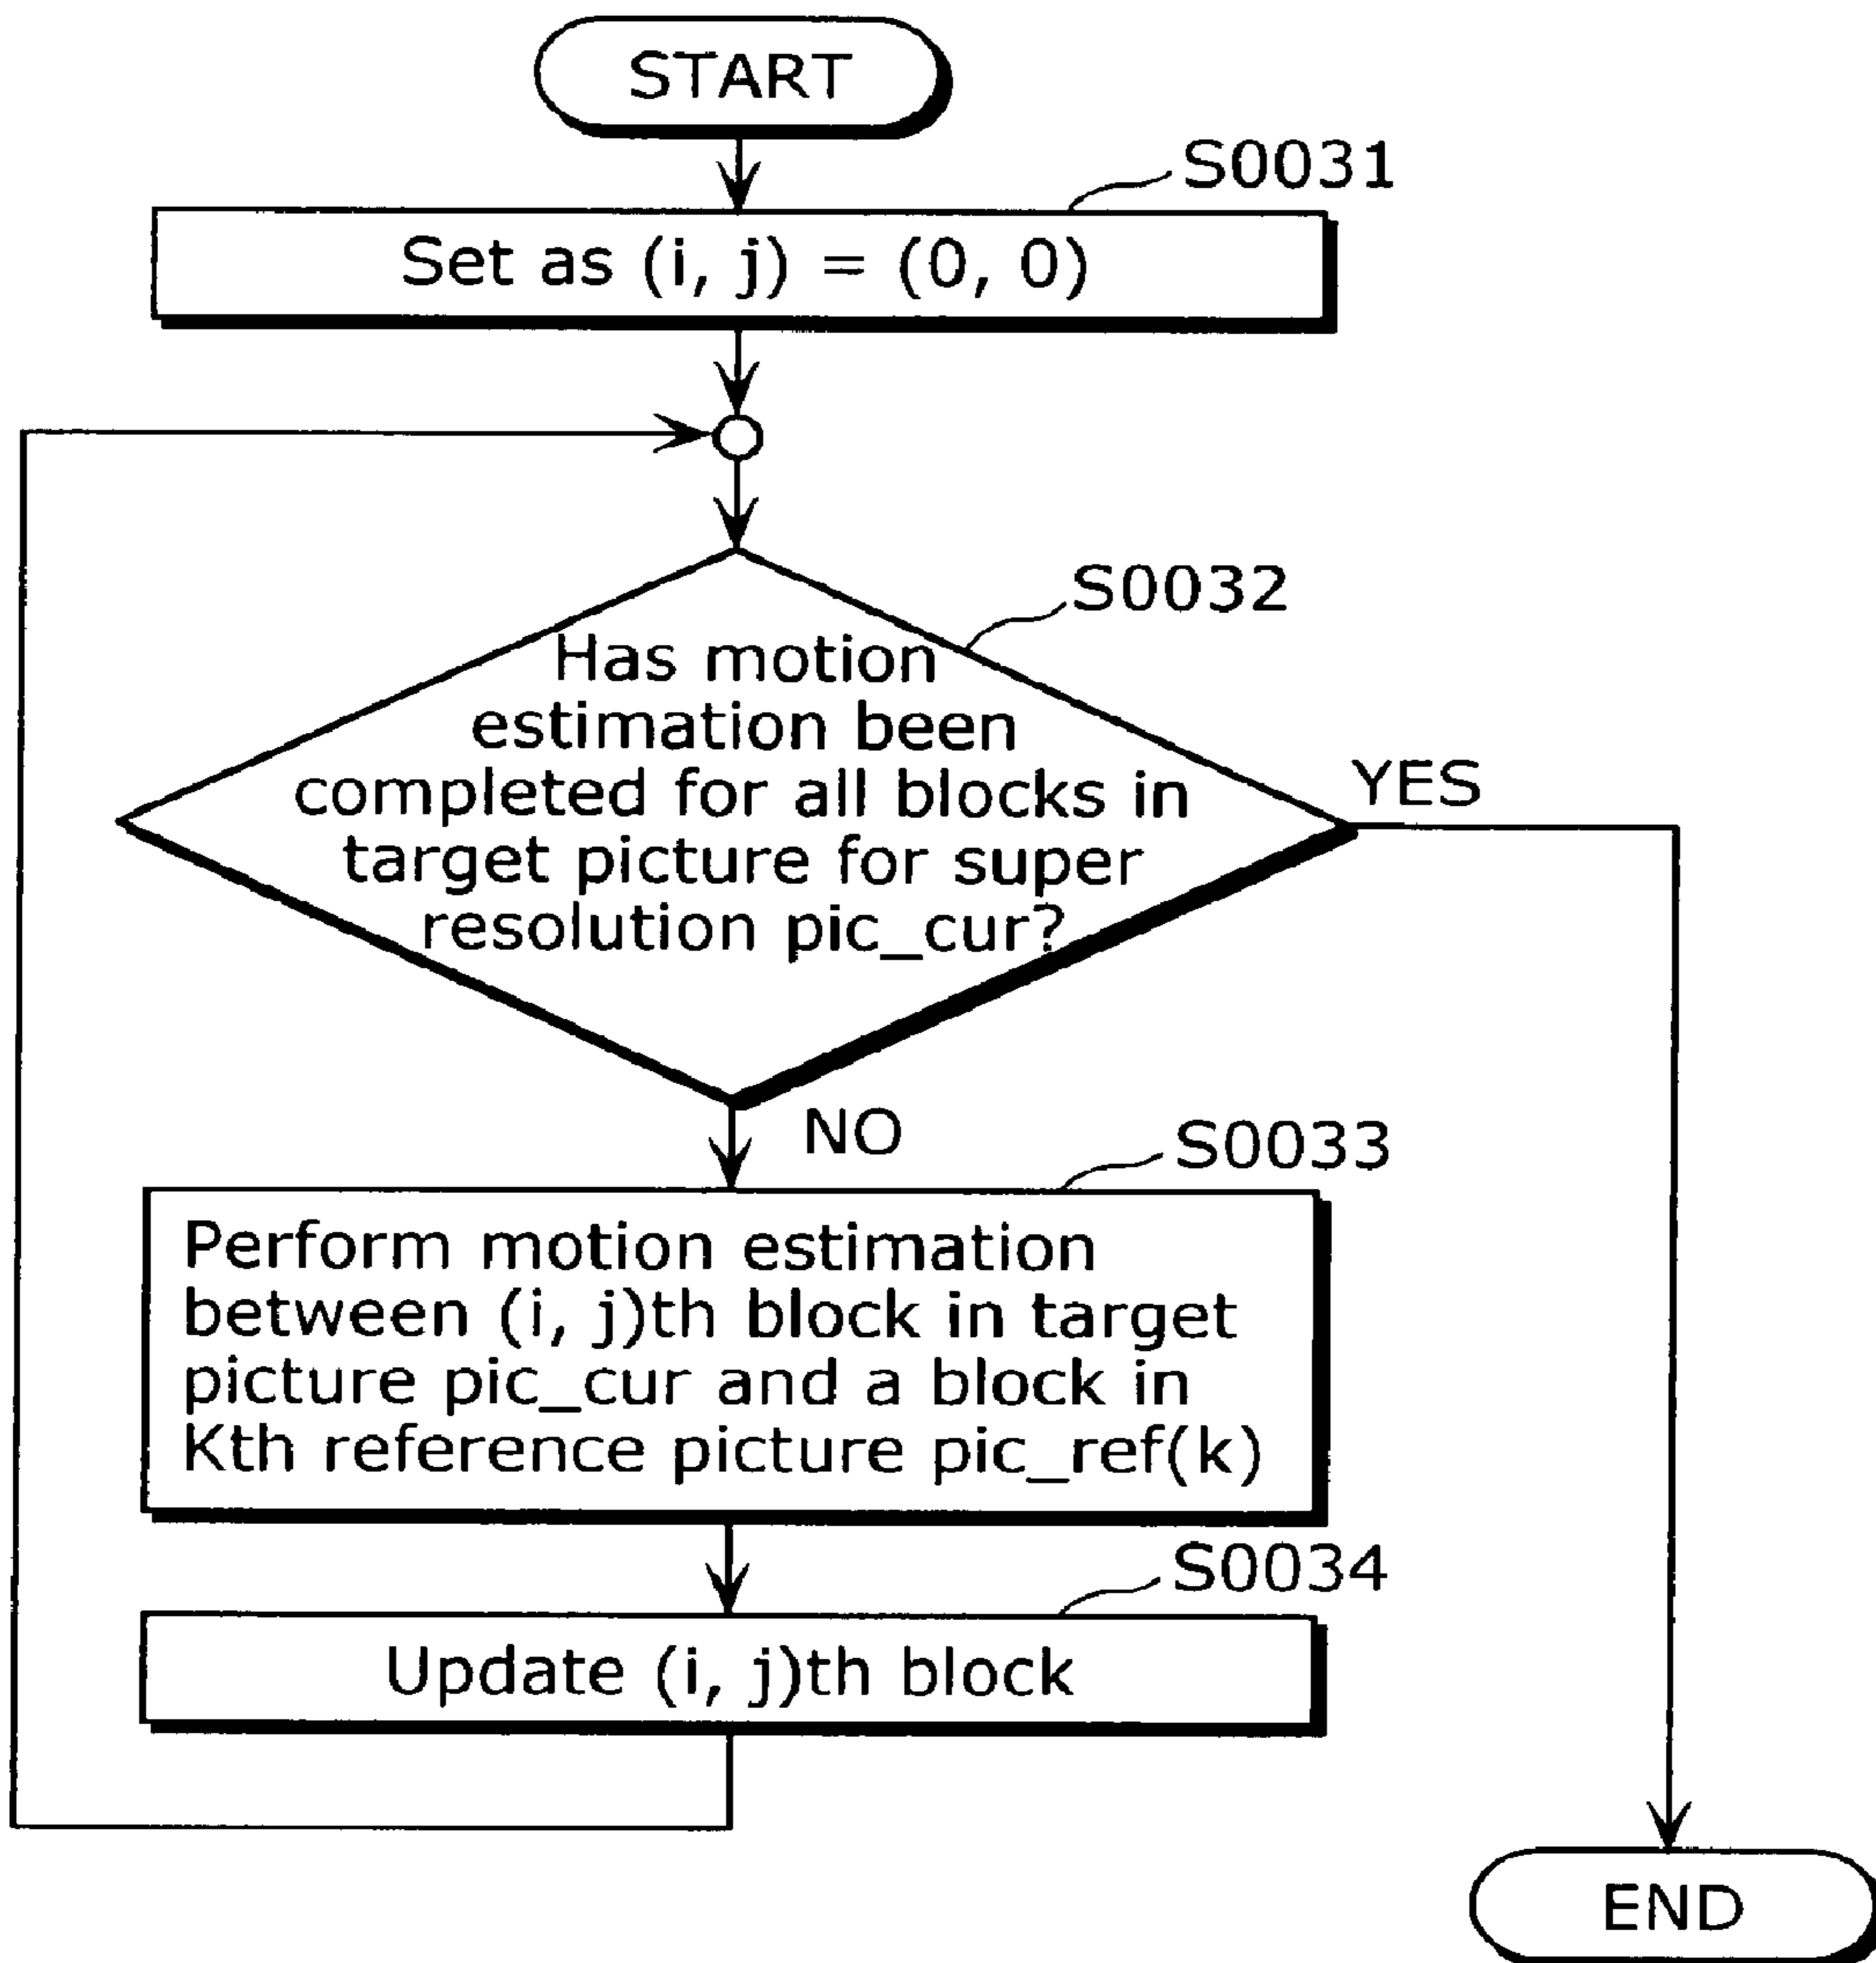 START
S0031
Set as (i, j) = (0, 0)
S0032
Has motion
estimation been
completed for all blocks in
target picture for super
resolution pic_cur?
YES
NO
S0033
Perform motion estimation
between (i, j)th block in target
picture pic_cur and a block in
Kth reference picture pic_ref(k)
S0034
Update (i, j)th block
END